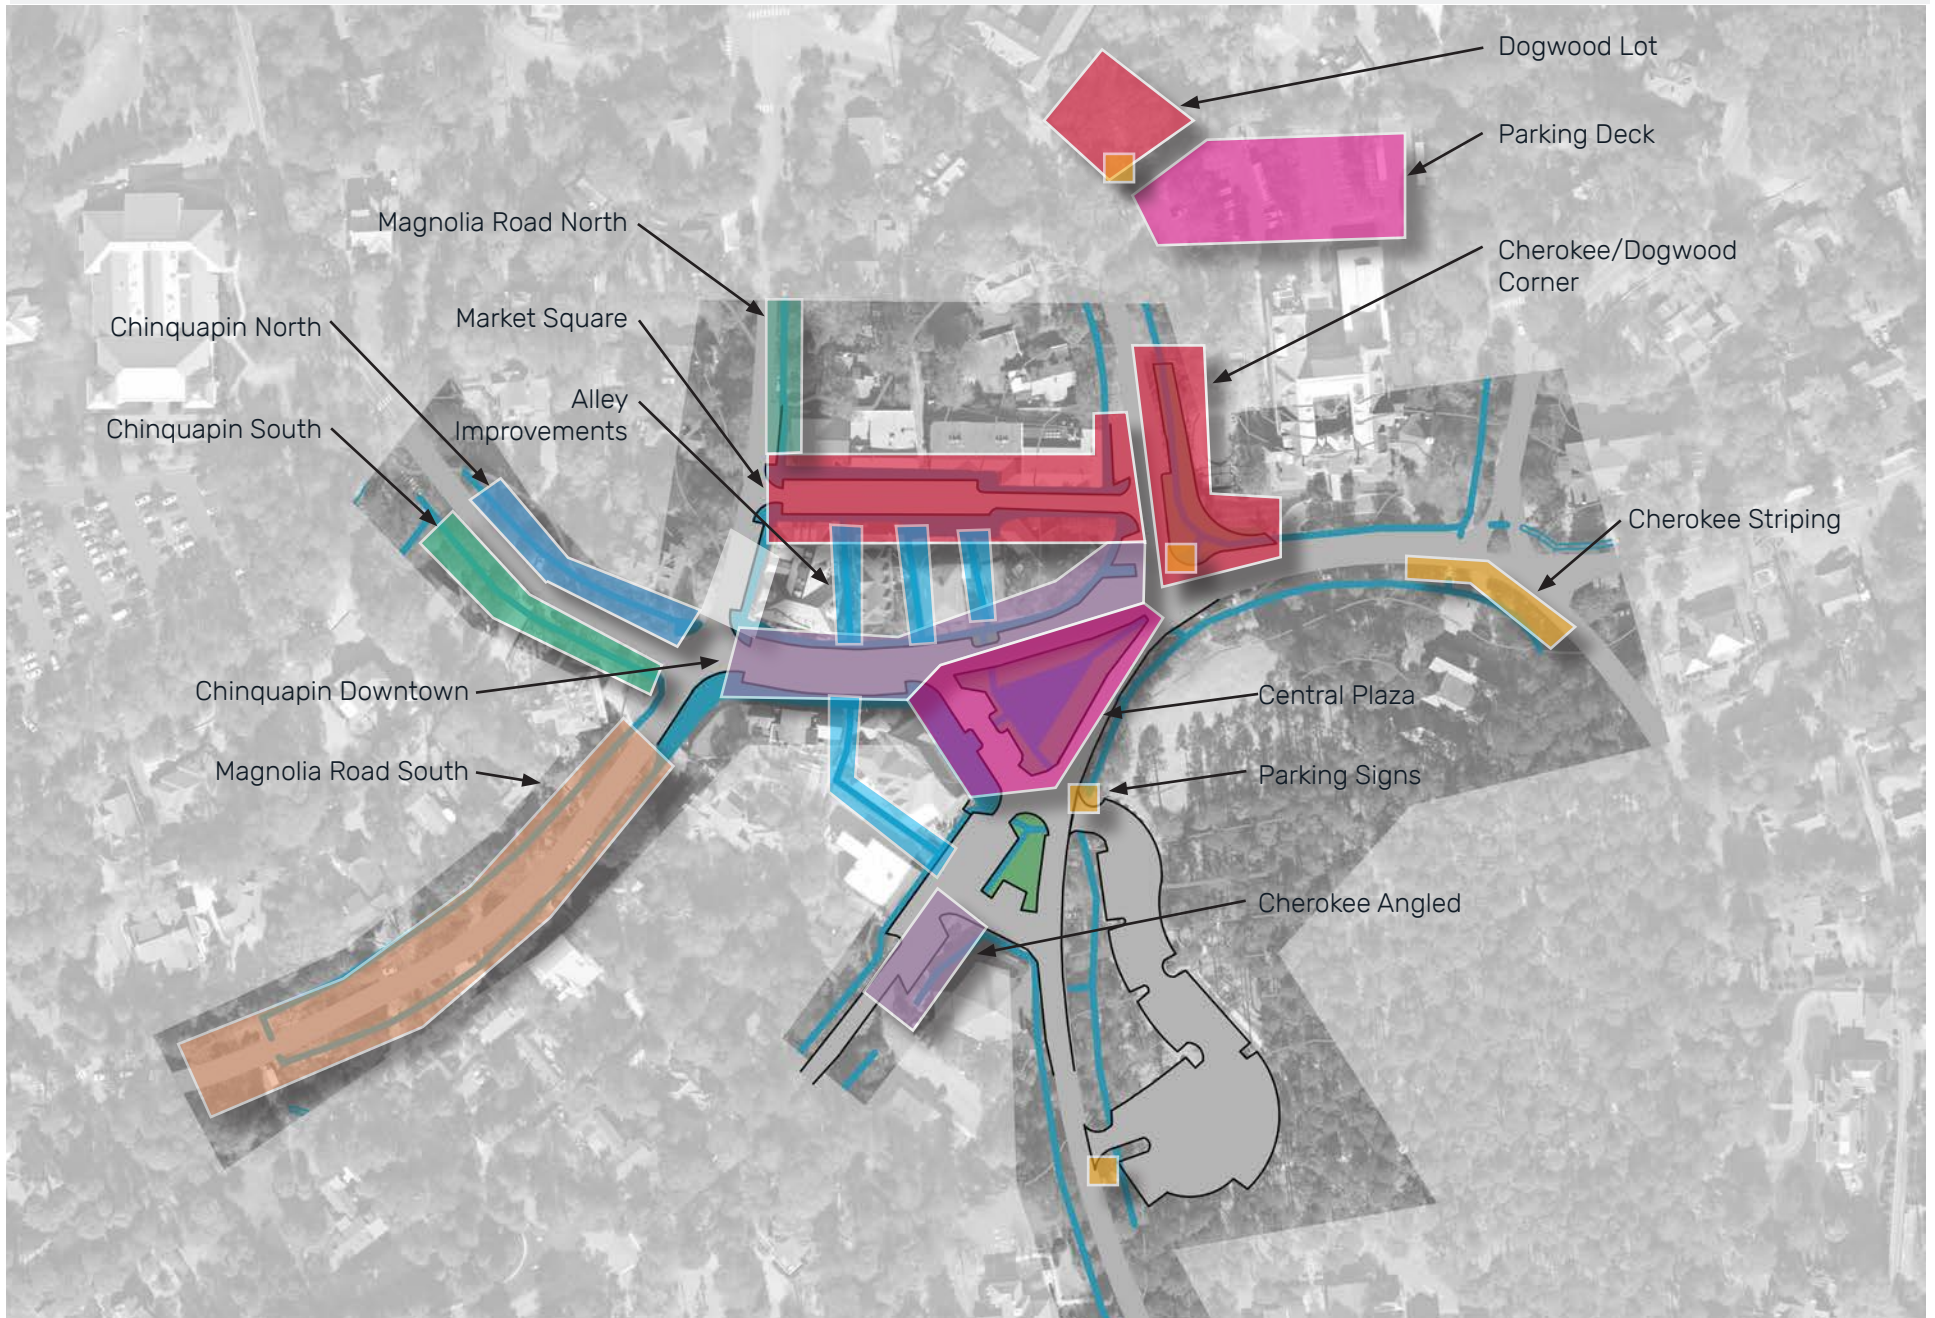 Dogwood Lot
Parking Deck
Magnolia Road North
Cherokee/Dogwood
Corner
Market Square
Chinquapin North
Alley
Improvements
Chinquapin South
Cherokee Striping
Chinquapin Downtown
Central Plaza
Magnolia Road South
Parking Signs
Cherokee Angled